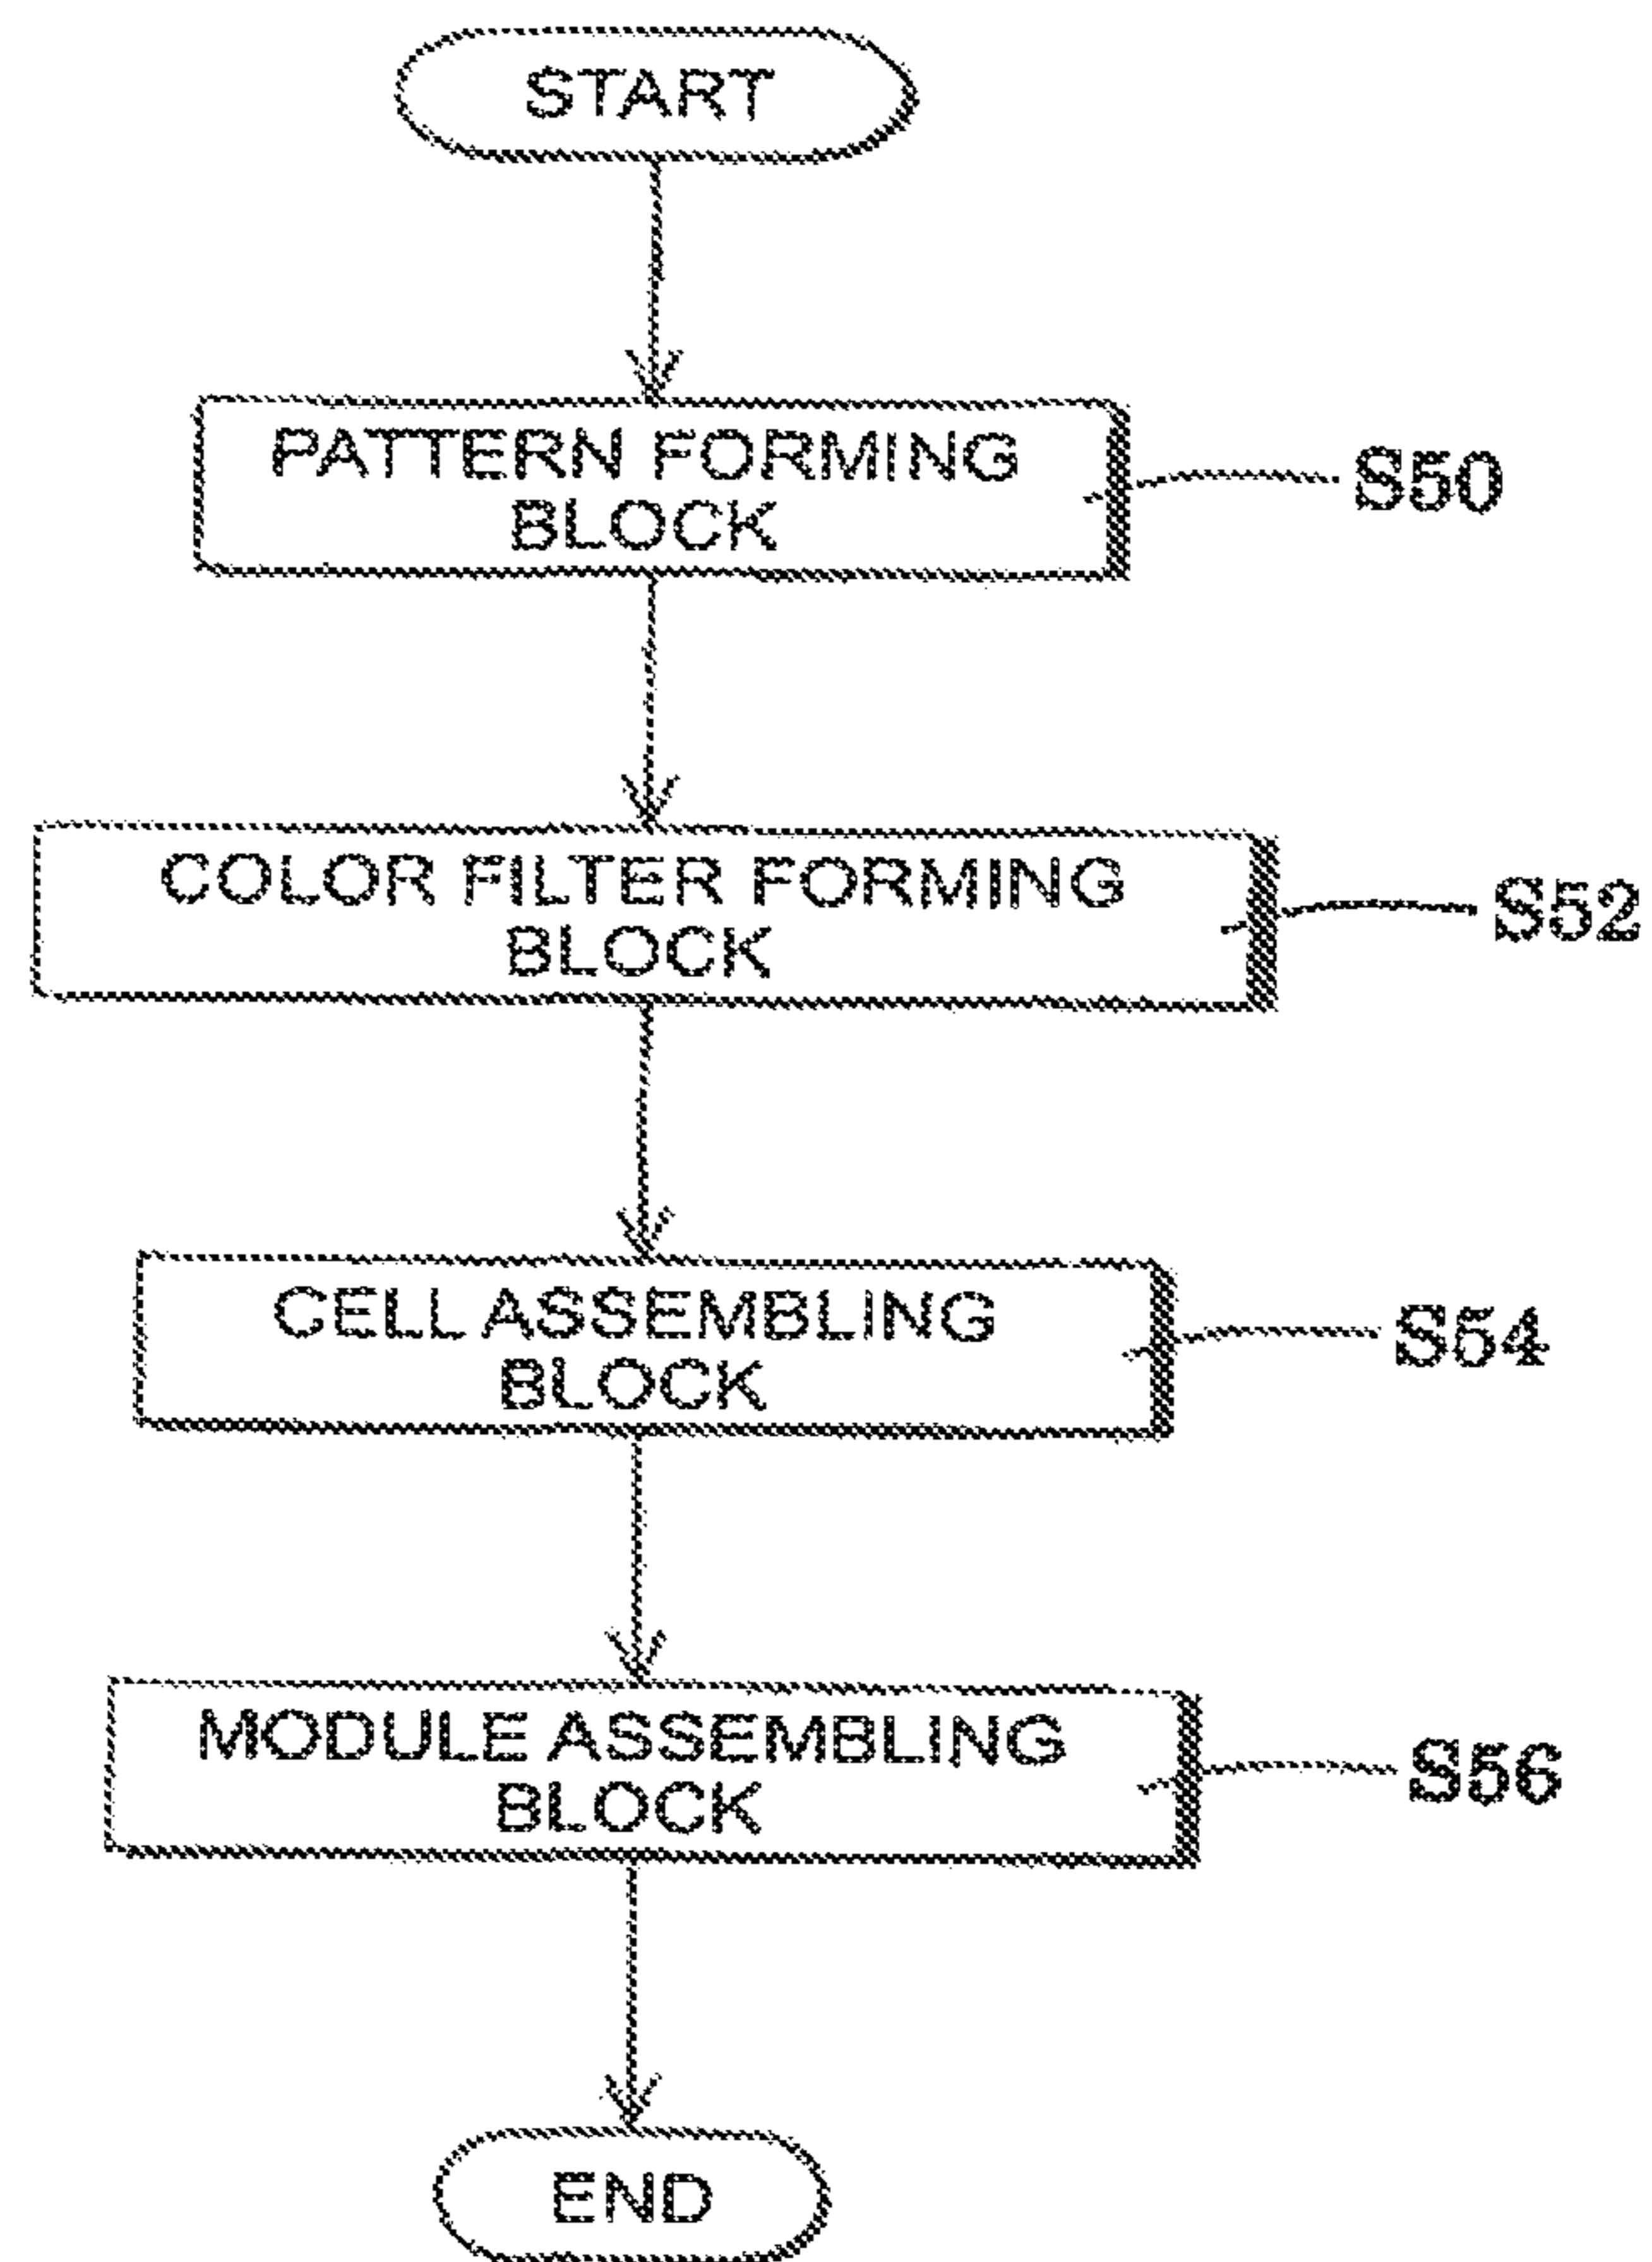 START
PATTERN FORMING
BLOCK
S50
COLOR FILTER FORMING
BLOCK
S52
CELL ASSEMBLING
BLOCK
S54
MODULE ASSEMBLING
BLOCK
S56
END